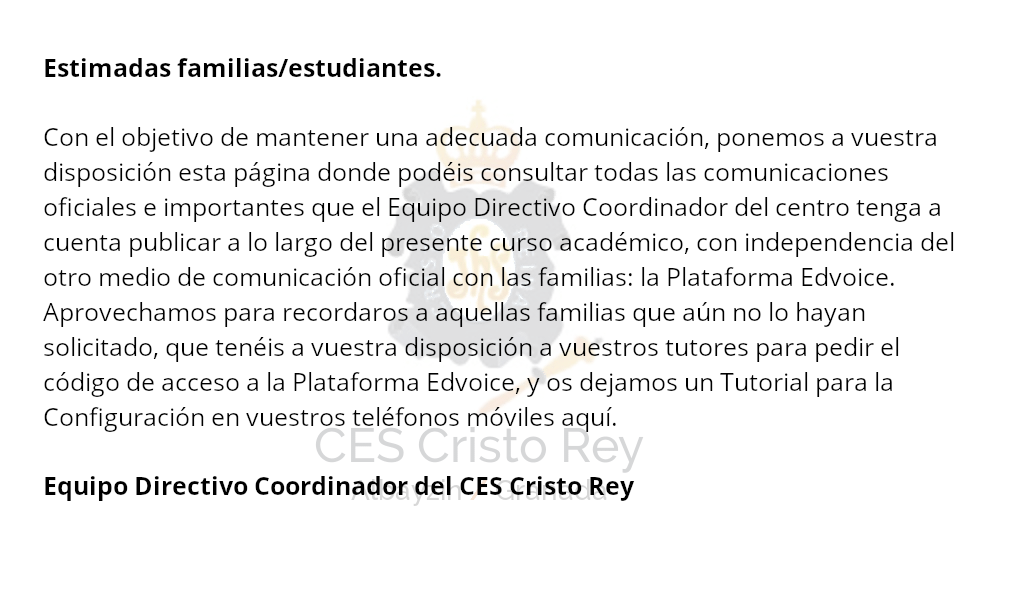 Estimadas familias/estudiantes.
Con el objetivo de mantener una adecuada comunicación, ponemos a vuestra
disposición esta página donde podéis consultar todas las comunicaciones
oficiales e importantes que el Equipo Directivo Coordinador del centro tenga a
cuenta publicar a lo largo del presente curso académico, con independencia del
otro medio de comunicación oficial con las familias: la Plataforma Edvoice.
Aprovechamos para recordaros a aquellas familias que aún no lo hayan
solicitado, que tenéis a vuestra disposición a vuestros tutores para pedir el
código de acceso a la Plataforma Edvoice, y os dejamos un Tutorial para la
Configuración en vuestros teléfonos móviles aquí.
CES Cristo Rey
Equipo Directivo Coordinador del CES Cristo Rey
Albayzín / Granada